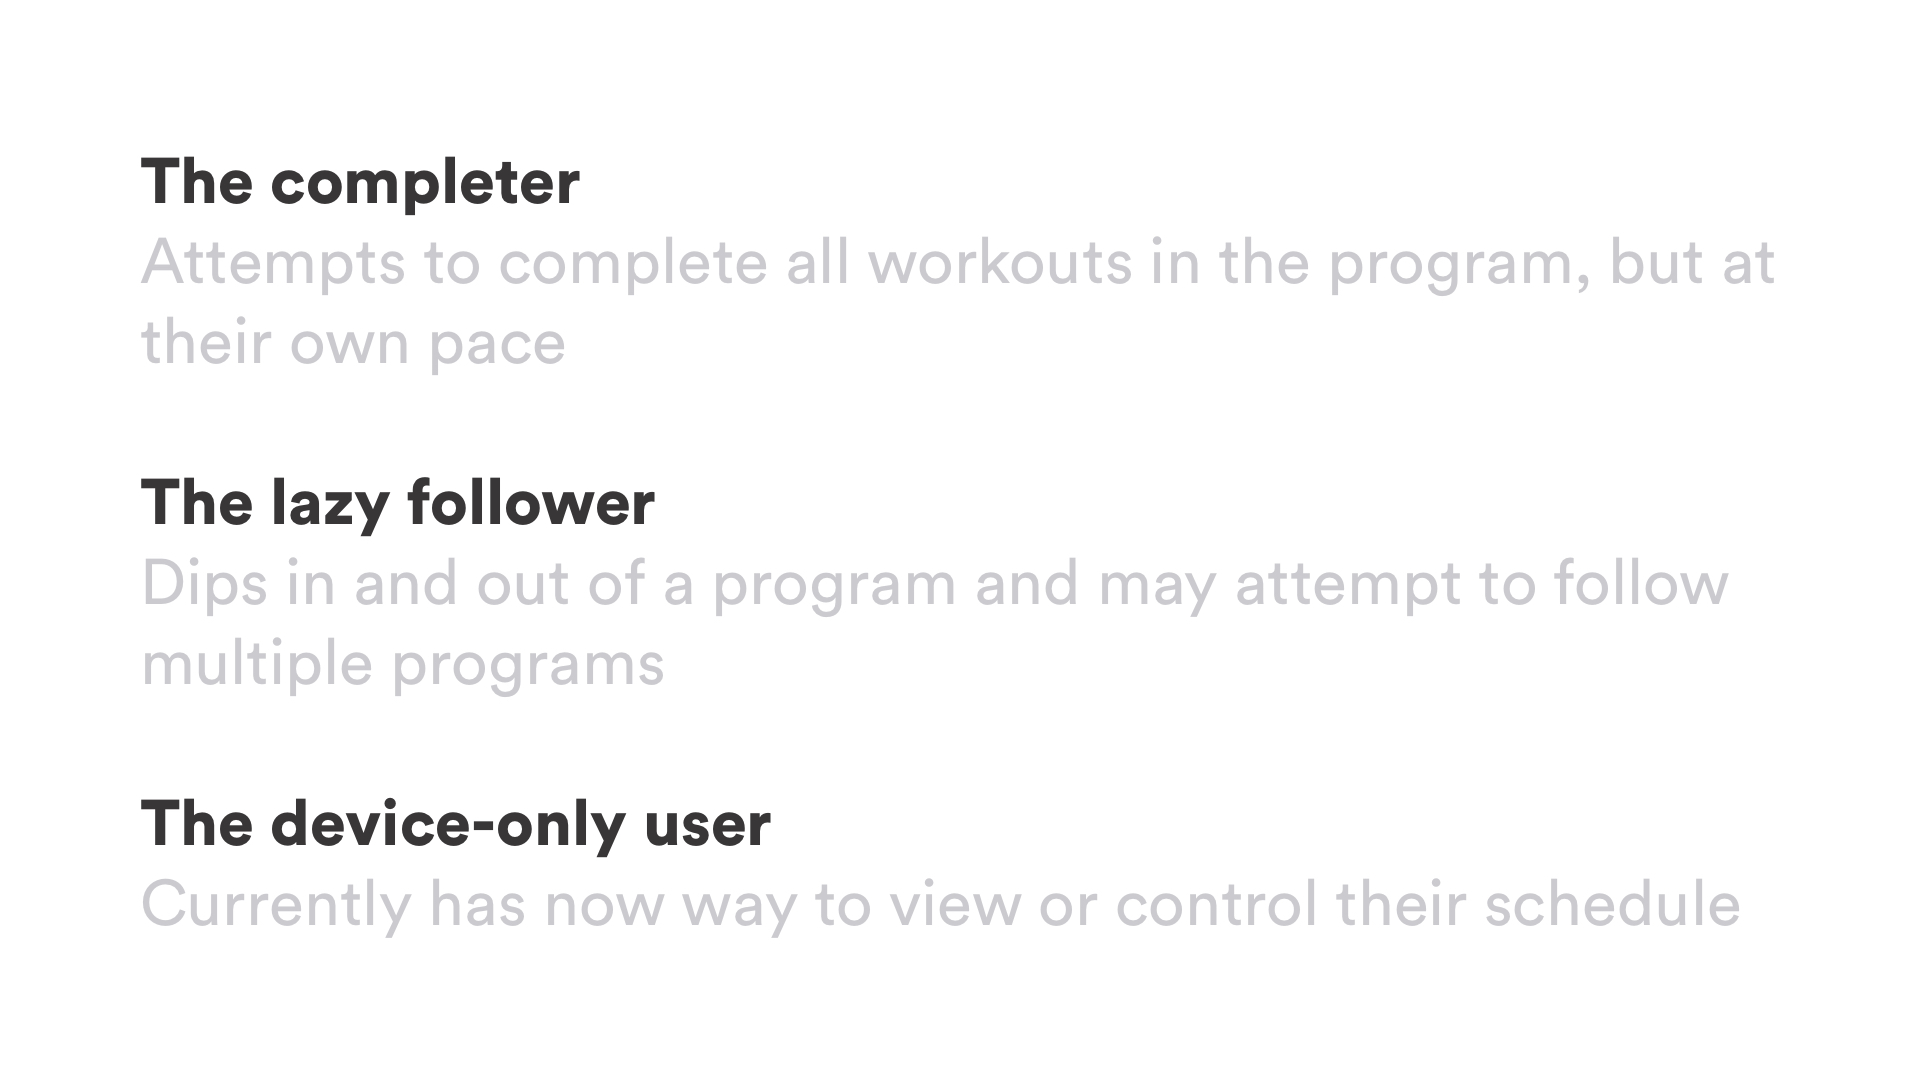 The completer
Attempts to complete all workouts in the program, but at
their own pace
The lazy follower
Dips in and out of a program and may attempt to follow
multiple programs
The device-only user
Currently has now way to view or control their schedule